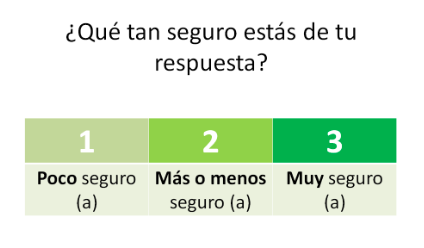 ¿Qué tan seguro estás de tu
respuesta?
1 2 3
Poco seguro Más o menos Muy seguro
(a) seguro (a) (a)